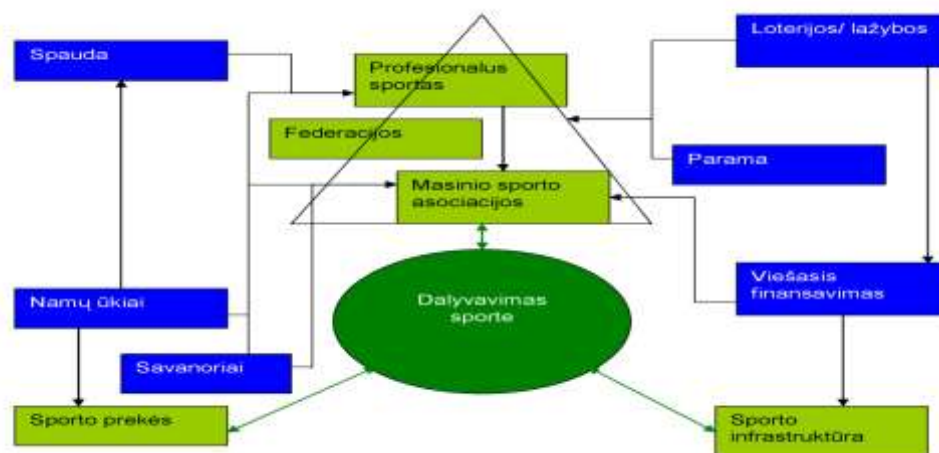 Spauda
Loterijos/ lažybos
Profesionalus
sportas
Federacijos
Parama
Masinio sporto
asociacijos
Namų ūkiai
Dalyvavimas
sporte
Viešasis
finansavimas
Savanoriai
Sporto prekės
Sporto
infrastruktūra